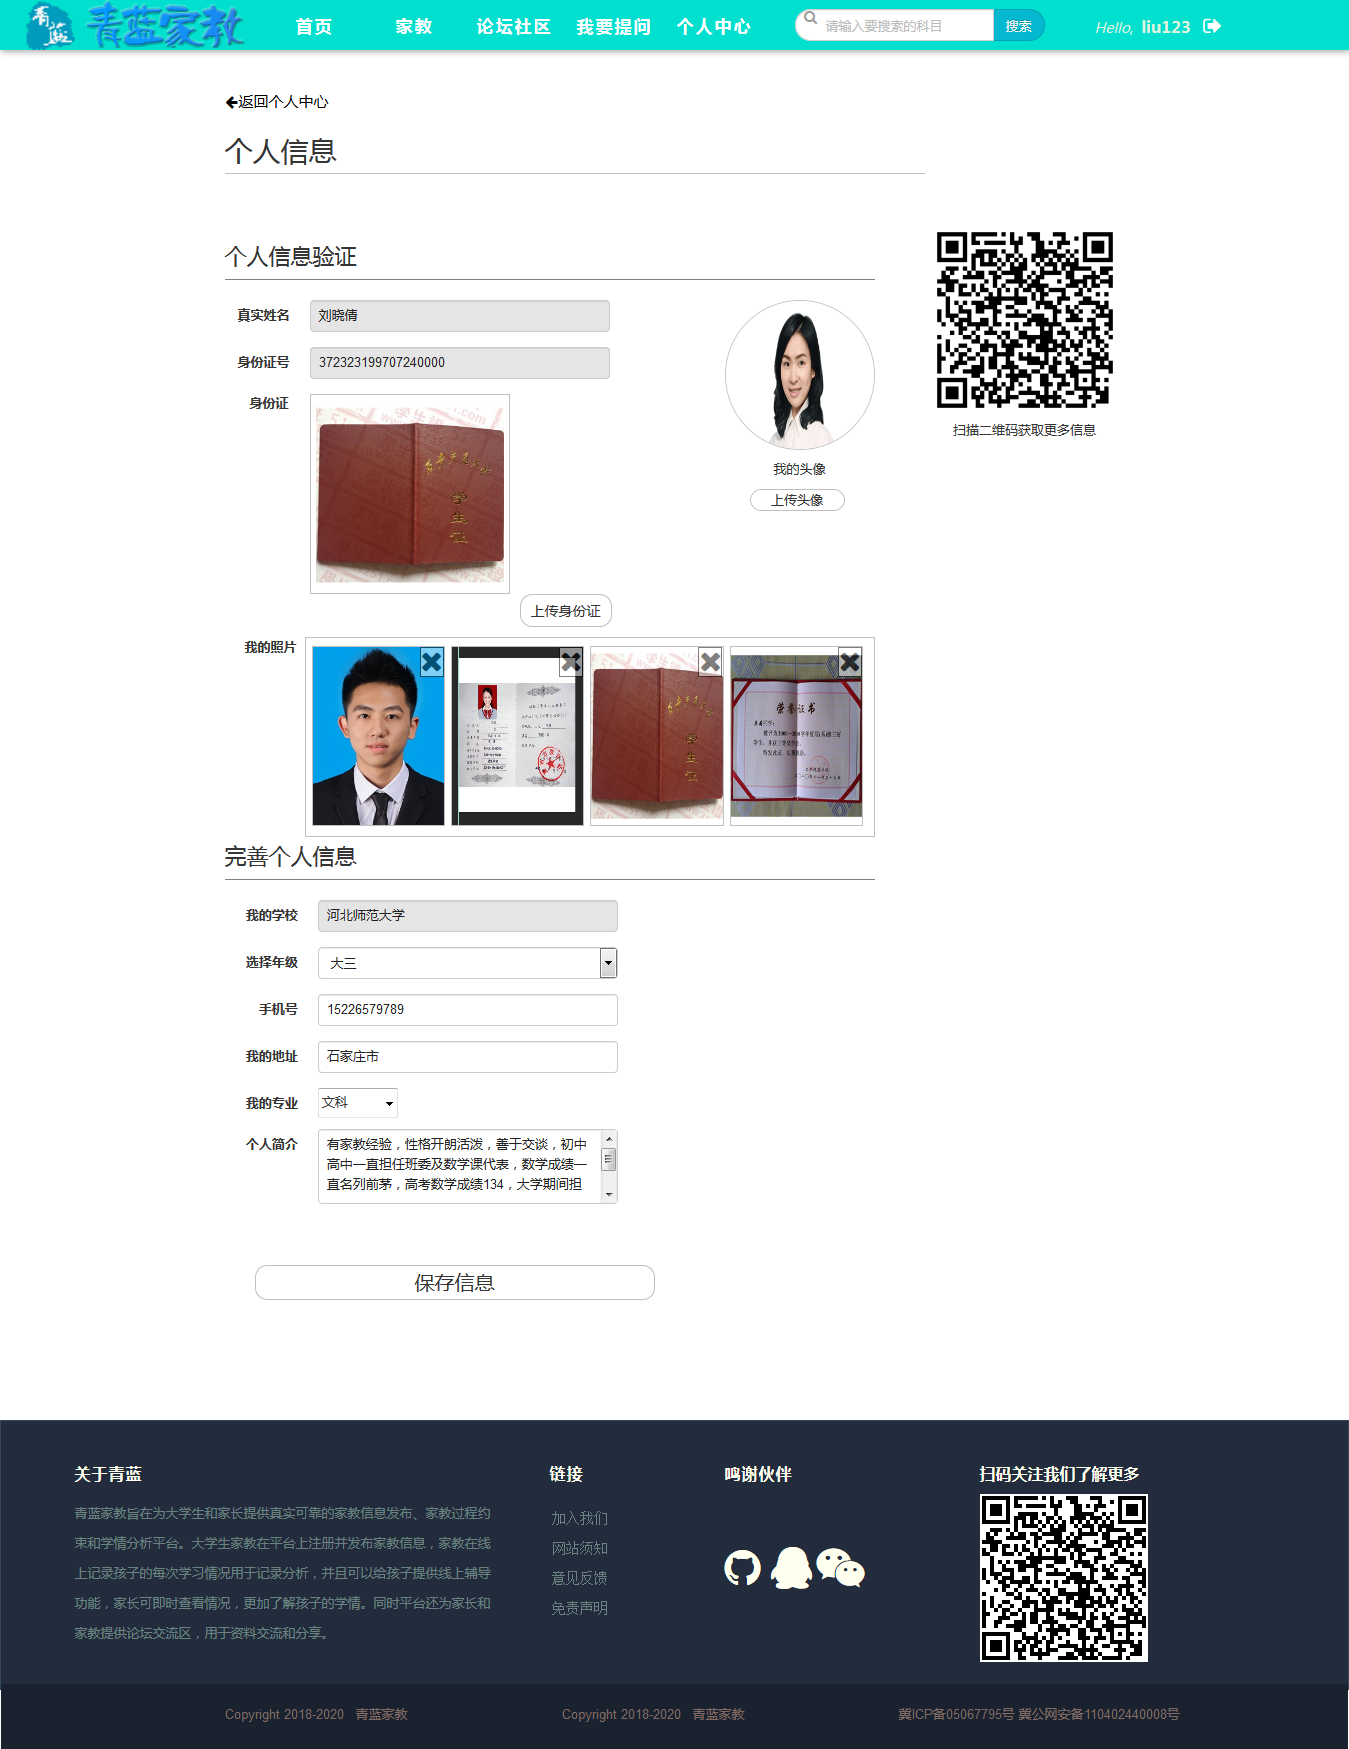 青蓝
青蓝家教
首页
家教
论坛社区
我要提问
个人中心
请输入要搜索的科目
搜索
Hello, liu123
返回个人中心
个人信息
个人信息验证
真实姓名
刘晓倩
身份证号
372323199707240000
身份证
学生证
我的头像
上传头像
扫描二维码获取更多信息
上传身份证
我的照片
学生证
荣誉证书
完善个人信息
我的学校
河北师范大学
选择年级
大三
手机号
15226579789
我的地址
石家庄市
我的专业
文科
个人简介
有家教经验，性格开朗活泼，善于交谈，初中
高中一直担任班委及数学课代表，数学成绩一
直名列前茅，高考数学成绩134，大学期间担
保存信息
关于青蓝
青蓝家教旨在为大学生和家长提供真实可靠的家教信息发布、家教过程约
束和学情分析平台。大学生家教在平台上注册并发布家教信息，家教在线
上记录孩子的每次学习情况用于记录分析，并且可以给孩子提供线上辅导
功能，家长可即时查看情况，更加了解孩子的学情。同时平台还为家长和
家教提供论坛交流区，用于资料交流和分享。
链接
加入我们
网站须知
意见反馈
免责声明
鸣谢伙伴
扫码关注我们了解更多
Copyright 2018-2020 青蓝家教
Copyright 2018-2020 青蓝家教
冀ICP备05067795号 冀公网安备110402440008号